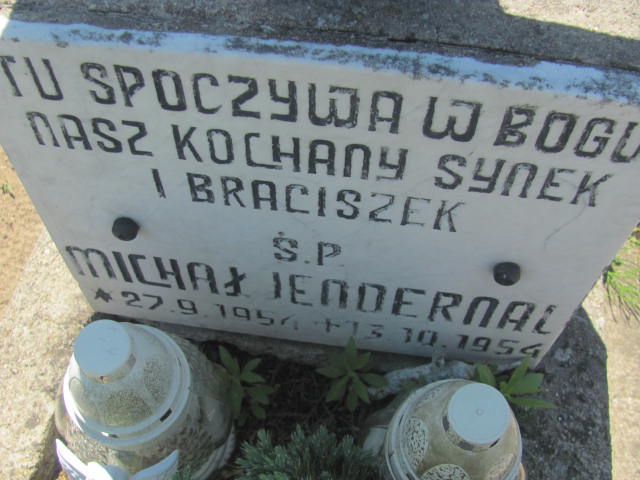 TU SPOCZYWA W BOGU
NASZ KOCHANY SYNEK
I BRACISZEK
Ś.P.
MICHAŁ JENDERNAL
* 27.9.1954 +13.10.1954